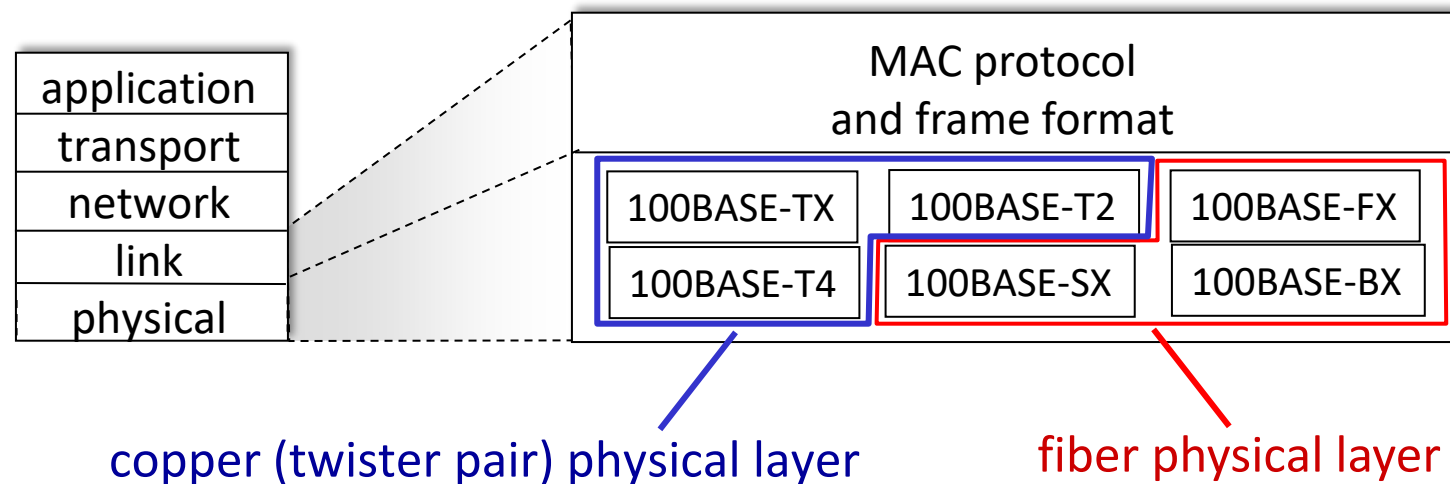 application
transport
network
link
physical
MAC protocol
and frame format
100BASE-TX
100BASE-T2
100BASE-FX
100BASE-T4
100BASE-SX
100BASE-BX
copper (twister pair) physical layer
fiber physical layer